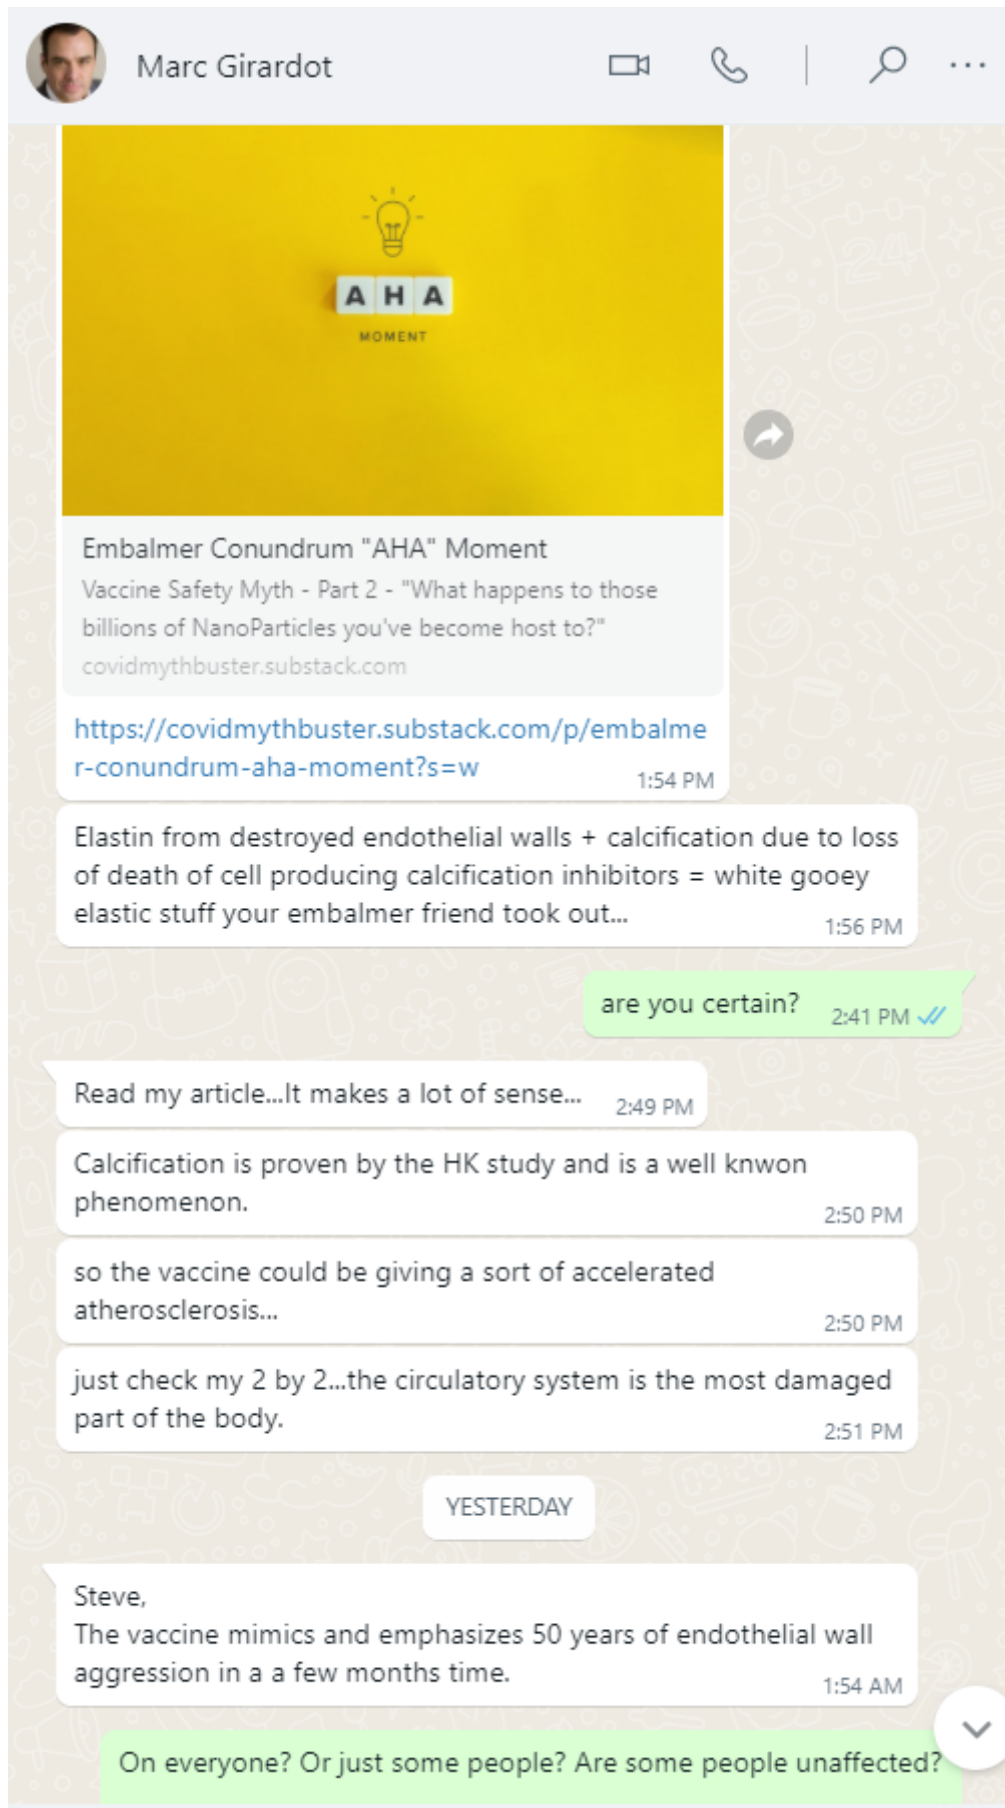 Marc Girardot
AHA
MOMENT
Embalmer Conundrum "AHA" Moment
Vaccine Safety Myth - Part 2 - "What happens to those
billions of NanoParticles you've become host to?"
covidmythbuster.substack.com
https://covidmythbuster.substack.com/p/embalme
r-conundrum-aha-moment?s=w
1:54 PM
Elastin from destroyed endothelial walls + calcification due to loss
of death of cell producing calcification inhibitors = white gooey
elastic stuff your embalmer friend took out...
1:56 PM
are you certain?
2:41 PM
Read my article...It makes a lot of sense...
2:49 PM
Calcification is proven by the HK study and is a well knwon
phenomenon.
2:50 PM
so the vaccine could be giving a sort of accelerated
atherosclerosis...
2:50 PM
just check my 2 by 2...the circulatory system is the most damaged
part of the body.
2:51 PM
YESTERDAY
Steve,
The vaccine mimics and emphasizes 50 years of endothelial wall
aggression in a a few months time.
1:54 AM
On everyone? Or just some people? Are some people unaffected?